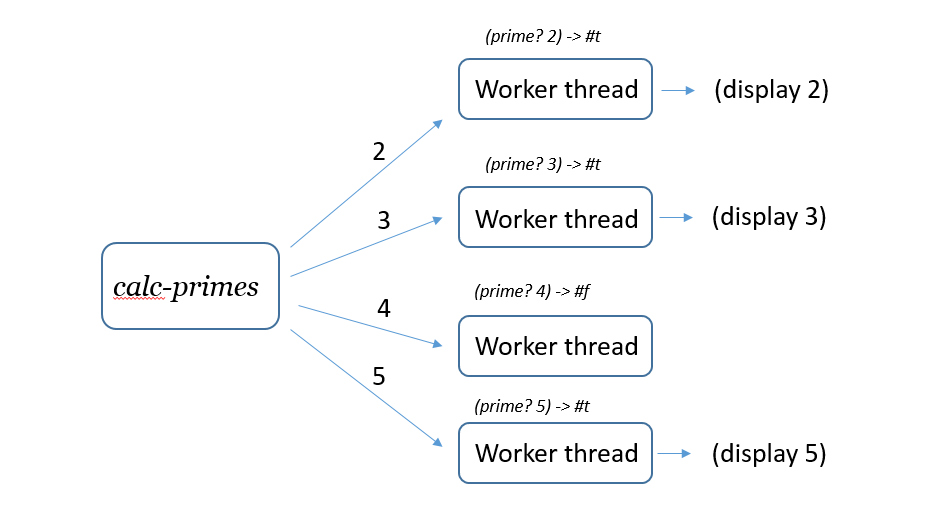 (prime? 2) -> #t
Worker thread
(display 2)
2
(prime? 3) -> #t
3
Worker thread
(display 3)
calc-primes
(prime? 4) -> #f
4
Worker thread
5
(prime? 5) -> #t
Worker thread
(display 5)